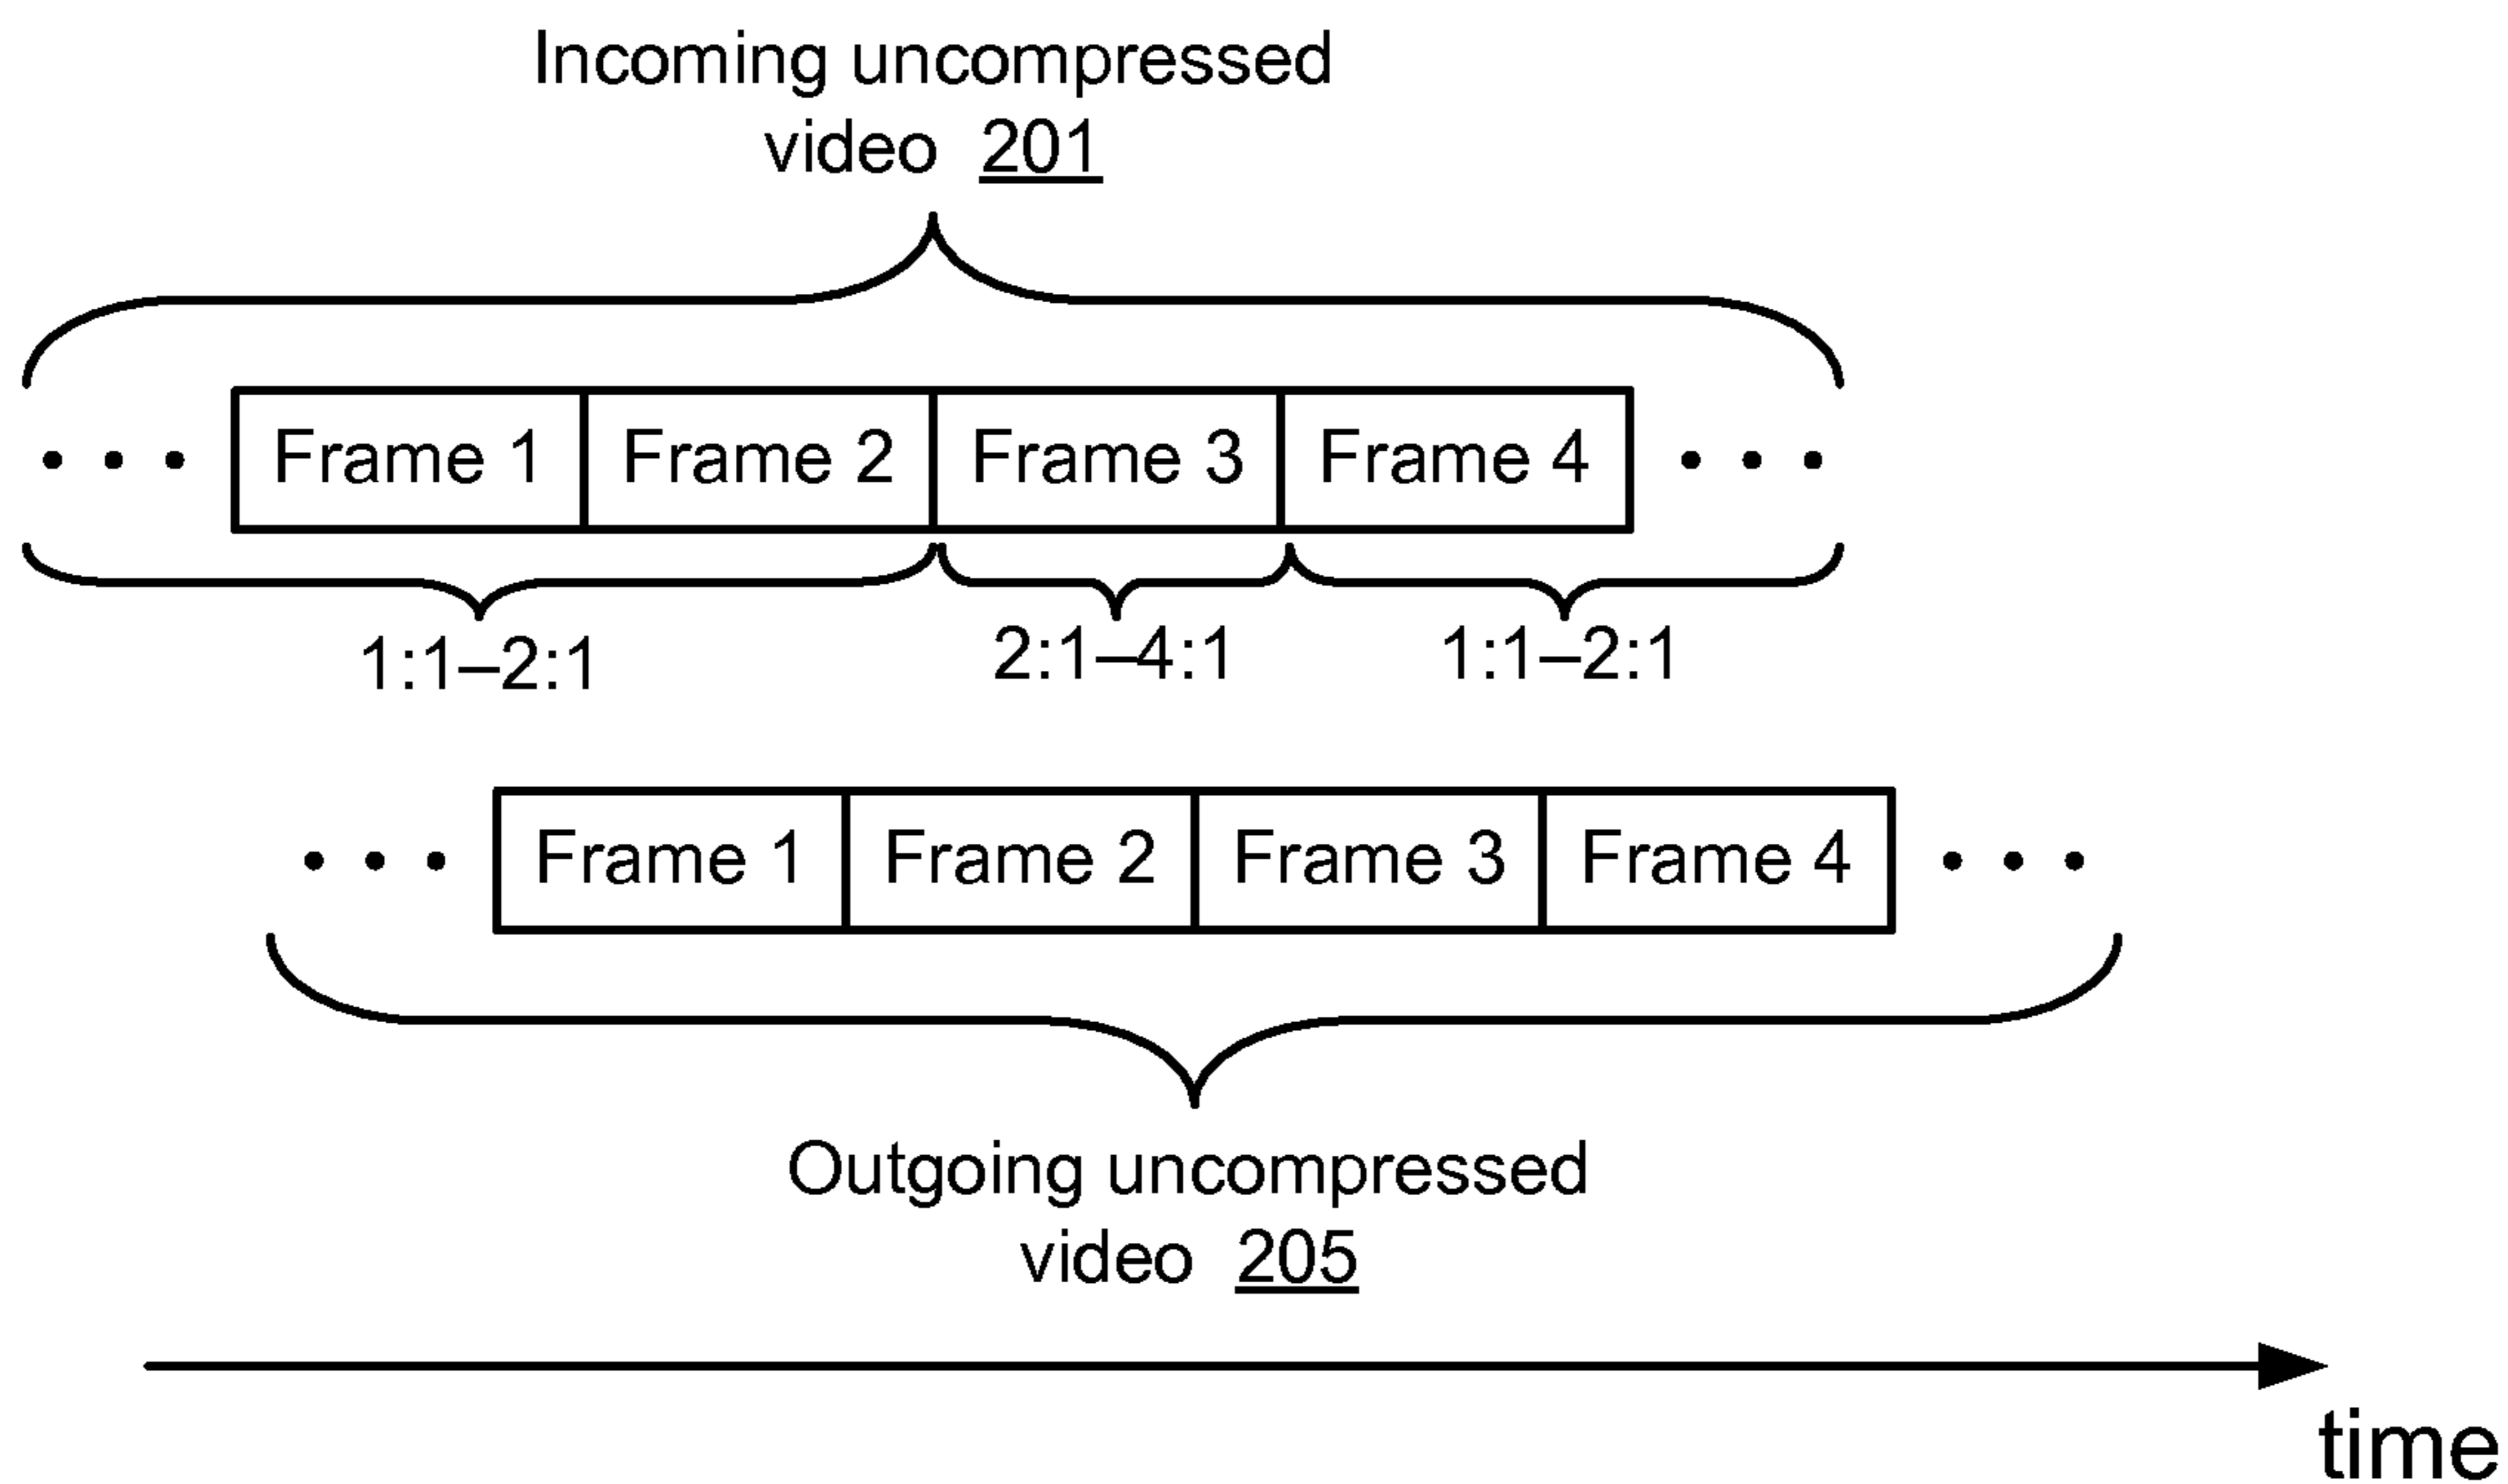 Incoming uncompressed
video 201
• • • Frame 1 Frame 2 Frame 3 Frame 4 • • •
1:1–2:1 2:1–4:1 1:1–2:1
• • • Frame 1 Frame 2 Frame 3 Frame 4 • • •
Outgoing uncompressed
video 205
time